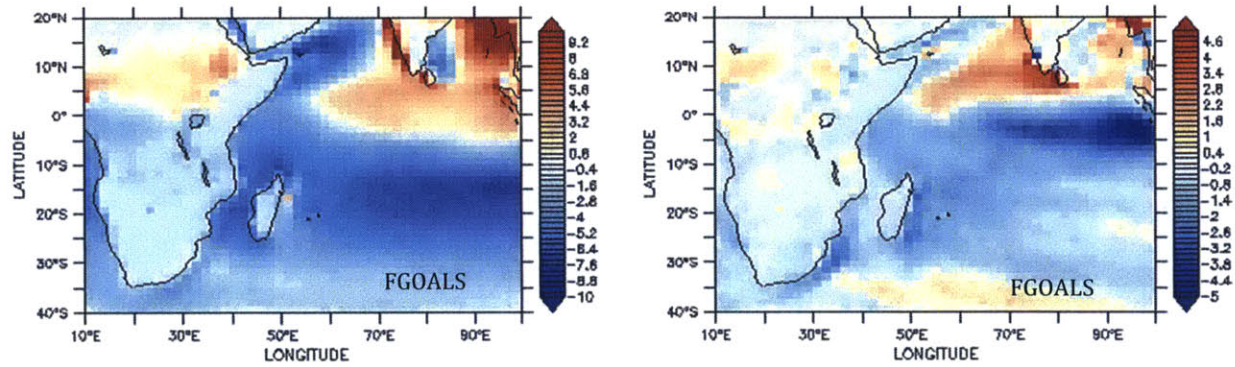 20°N
10°N
0°
10°S
20°S
30°S
40°S
LATITUDE
10°E
30°E
50°E
70°E
90°E
LONGITUDE
FGOALS
9.2
8
6.8
5.6
4.4
3.2
2
0.8
-0.4
-1.6
-2.8
-4
-5.2
-6.4
-7.6
-8.8
-10
20°N
10°N
0°
10°S
20°S
30°S
40°S
LATITUDE
10°E
30°E
50°E
70°E
90°E
LONGITUDE
FGOALS
4.6
4
3.4
2.8
2.2
1.6
1
0.4
-0.2
-0.8
-1.4
-2
-2.6
-3.2
-3.8
-4.4
-5